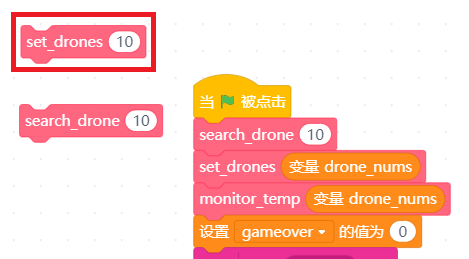 set_drones 10
search_drone 10
当 被点击
search_drone 10
set_drones 变量 drone_nums
monitor_temp 变量 drone_nums
设置 gameover 的值为 0